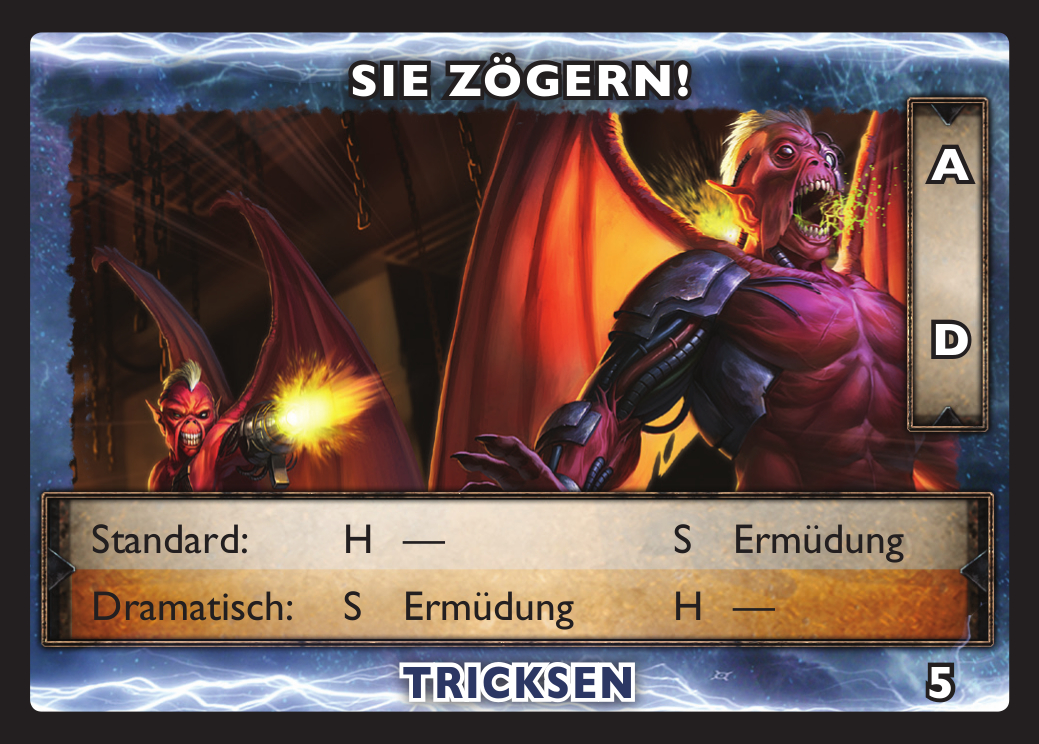 SIE ZÖGERN!
A
D
Standard: H — S Ermüdung
Dramatisch: S Ermüdung H —
TRICKSEN
5